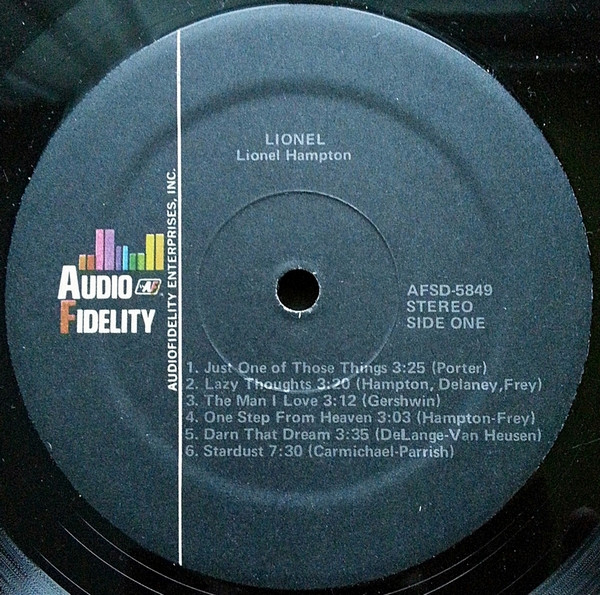 LIONEL
Lionel Hampton
AUDIO AF
FIDELITY
AUDIOFIDELITY ENTERPRISES, INC.
AFSD-5849
STEREO
SIDE ONE
1. Just One of Those Things 3:25 (Porter)
2. Lazy Thoughts 3:20 (Hampton, Delaney,Frey)
3. The Man I Love 3:12 (Gershwin)
4. One Step From Heaven 3:03 (Hampton-Frey)
5. Darn That Dream 3:35 (DeLange-Van Heusen)
6. Stardust 7:30 (Carmichael-Parrish)